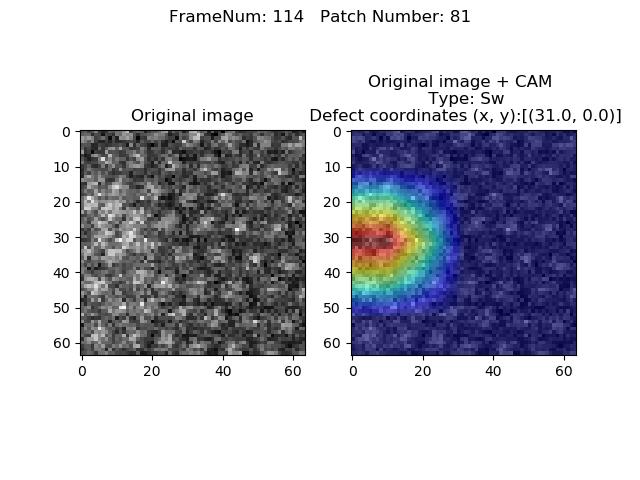 FrameNum: 114   Patch Number: 81
Original image
0
10
20
30
40
50
60
0 20 40 60
Original image + CAM
Type: Sw
Defect coordinates (x, y):[(31.0, 0.0)]
0
10
20
30
40
50
60
0 20 40 60